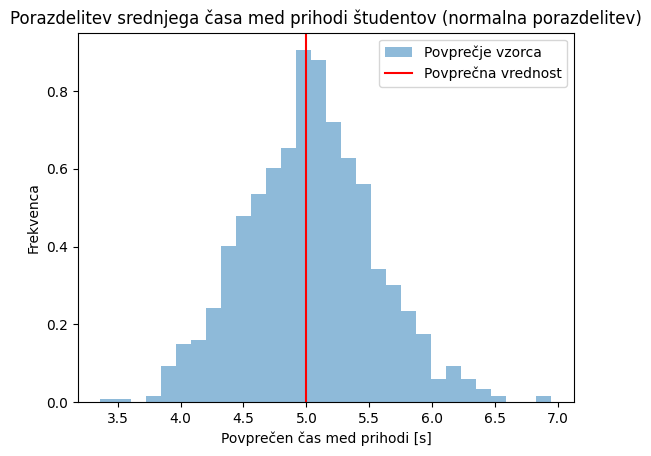 Porazdelitev srednjega časa med prihodi študentov (normalna porazdelitev)
Povprečje vzorca
Povprečna vrednost
Frekvenca
0.8
0.6
0.4
0.2
0.0
3.5 4.0 4.5 5.0 5.5 6.0 6.5 7.0
Povprečen čas med prihodi [s]